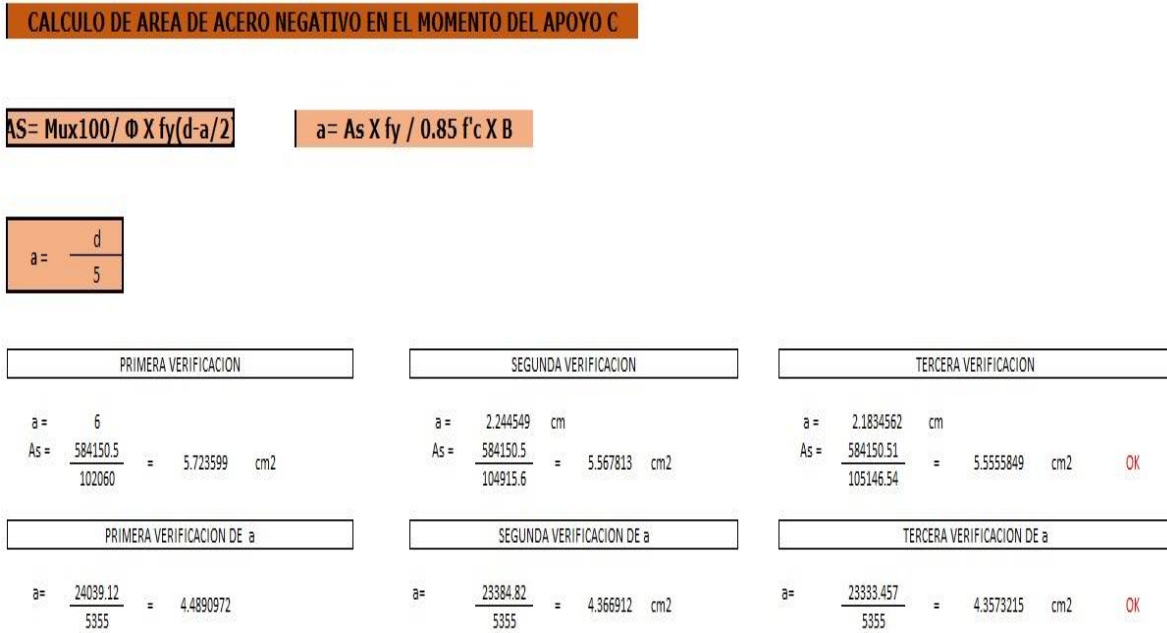 CALCULO DE AREA DE ACERO NEGATIVO EN EL MOMENTO DEL APOYO C
AS= Mux100/ Φ X fy(d-a/2)
a= As X fy / 0.85 f'c X B
a = d
5
PRIMERA VERIFICACION
SEGUNDA VERIFICACION
TERCERA VERIFICACION
a = 6
a = 2.244549 cm
a = 2.1834562 cm
As = 584150.5 = 5.723599 cm2
102060
As = 584150.5 = 5.567813 cm2
104915.6
As = 584150.51 = 5.5555849 cm2 OK
105146.54
PRIMERA VERIFICACION DE a
SEGUNDA VERIFICACION DE a
TERCERA VERIFICACION DE a
a= 24039.12 = 4.4890972
5355
a= 23384.82 = 4.366912 cm2
5355
a= 23333.457 = 4.3573215 cm2 OK
5355